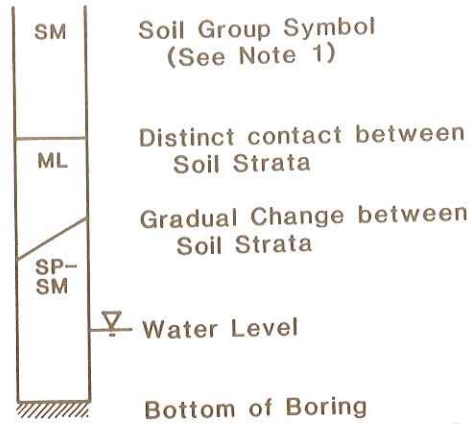 SM
Soil Group Symbol
(See Note 1)
Distinct contact between
Soil Strata
ML
Gradual Change between
Soil Strata
SP-
SM
Water Level
Bottom of Boring